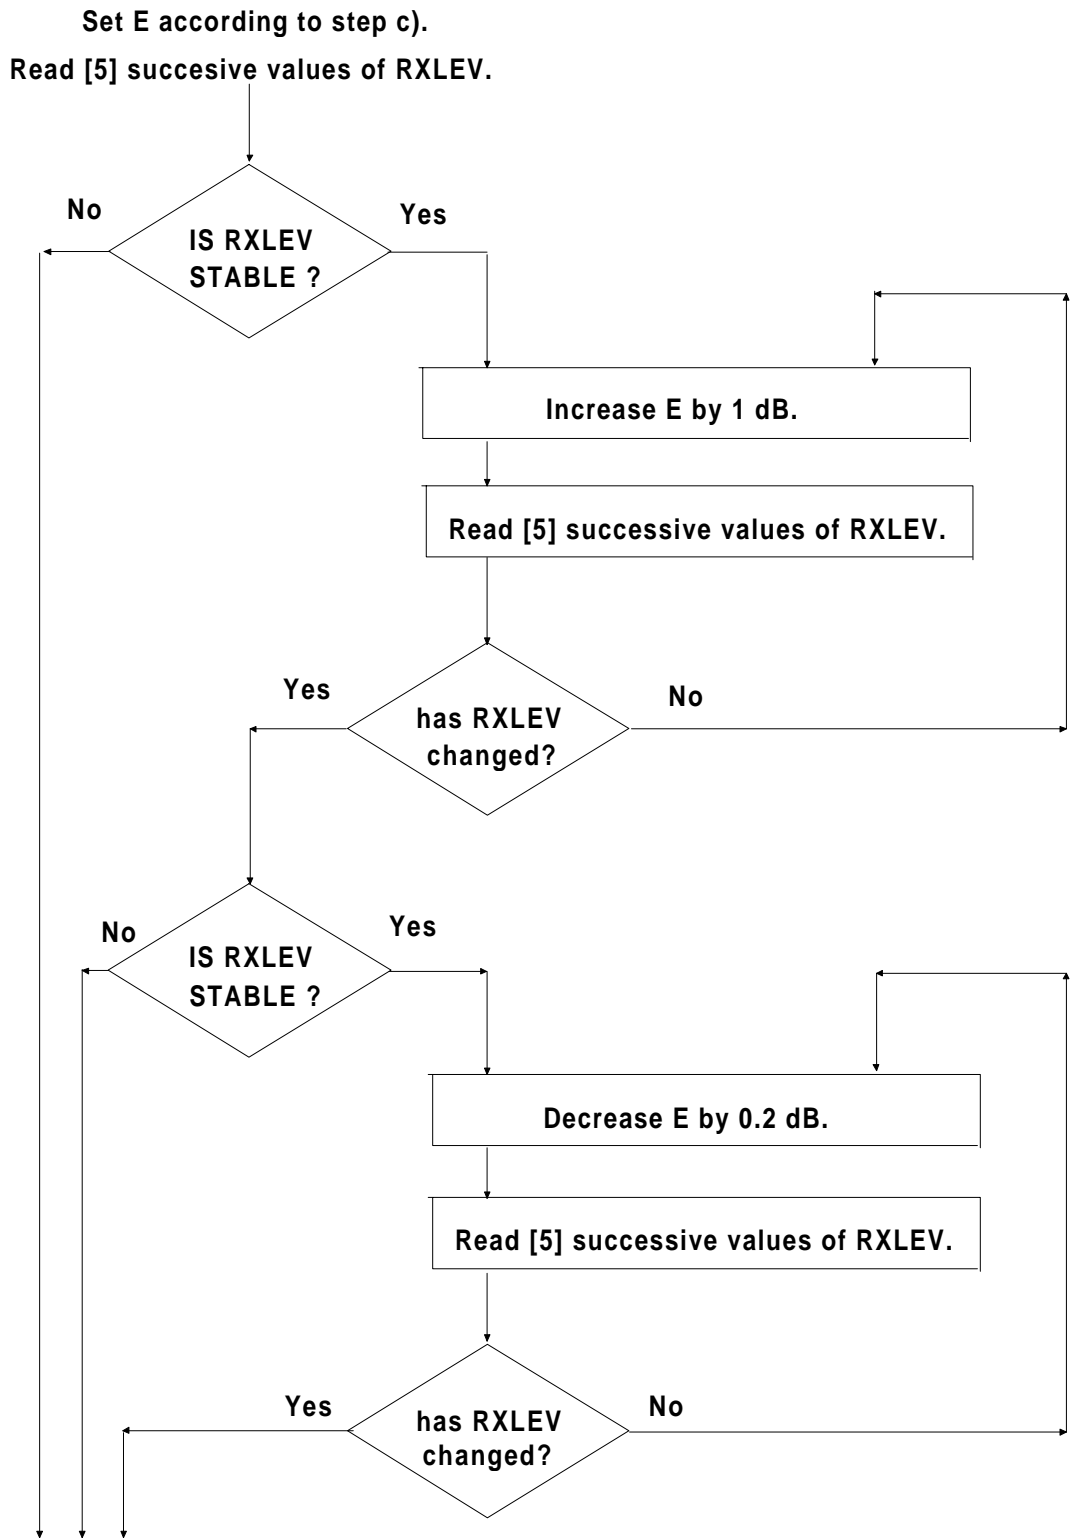 Set E according to step c).
Read [5] succesive values of RXLEV.
No
Yes
IS RXLEV
STABLE ?
Increase E by 1 dB.
Read [5] successive values of RXLEV.
Yes
No
has RXLEV
changed?
No
Yes
IS RXLEV
STABLE ?
Decrease E by 0.2 dB.
Read [5] successive values of RXLEV.
Yes
No
has RXLEV
changed?